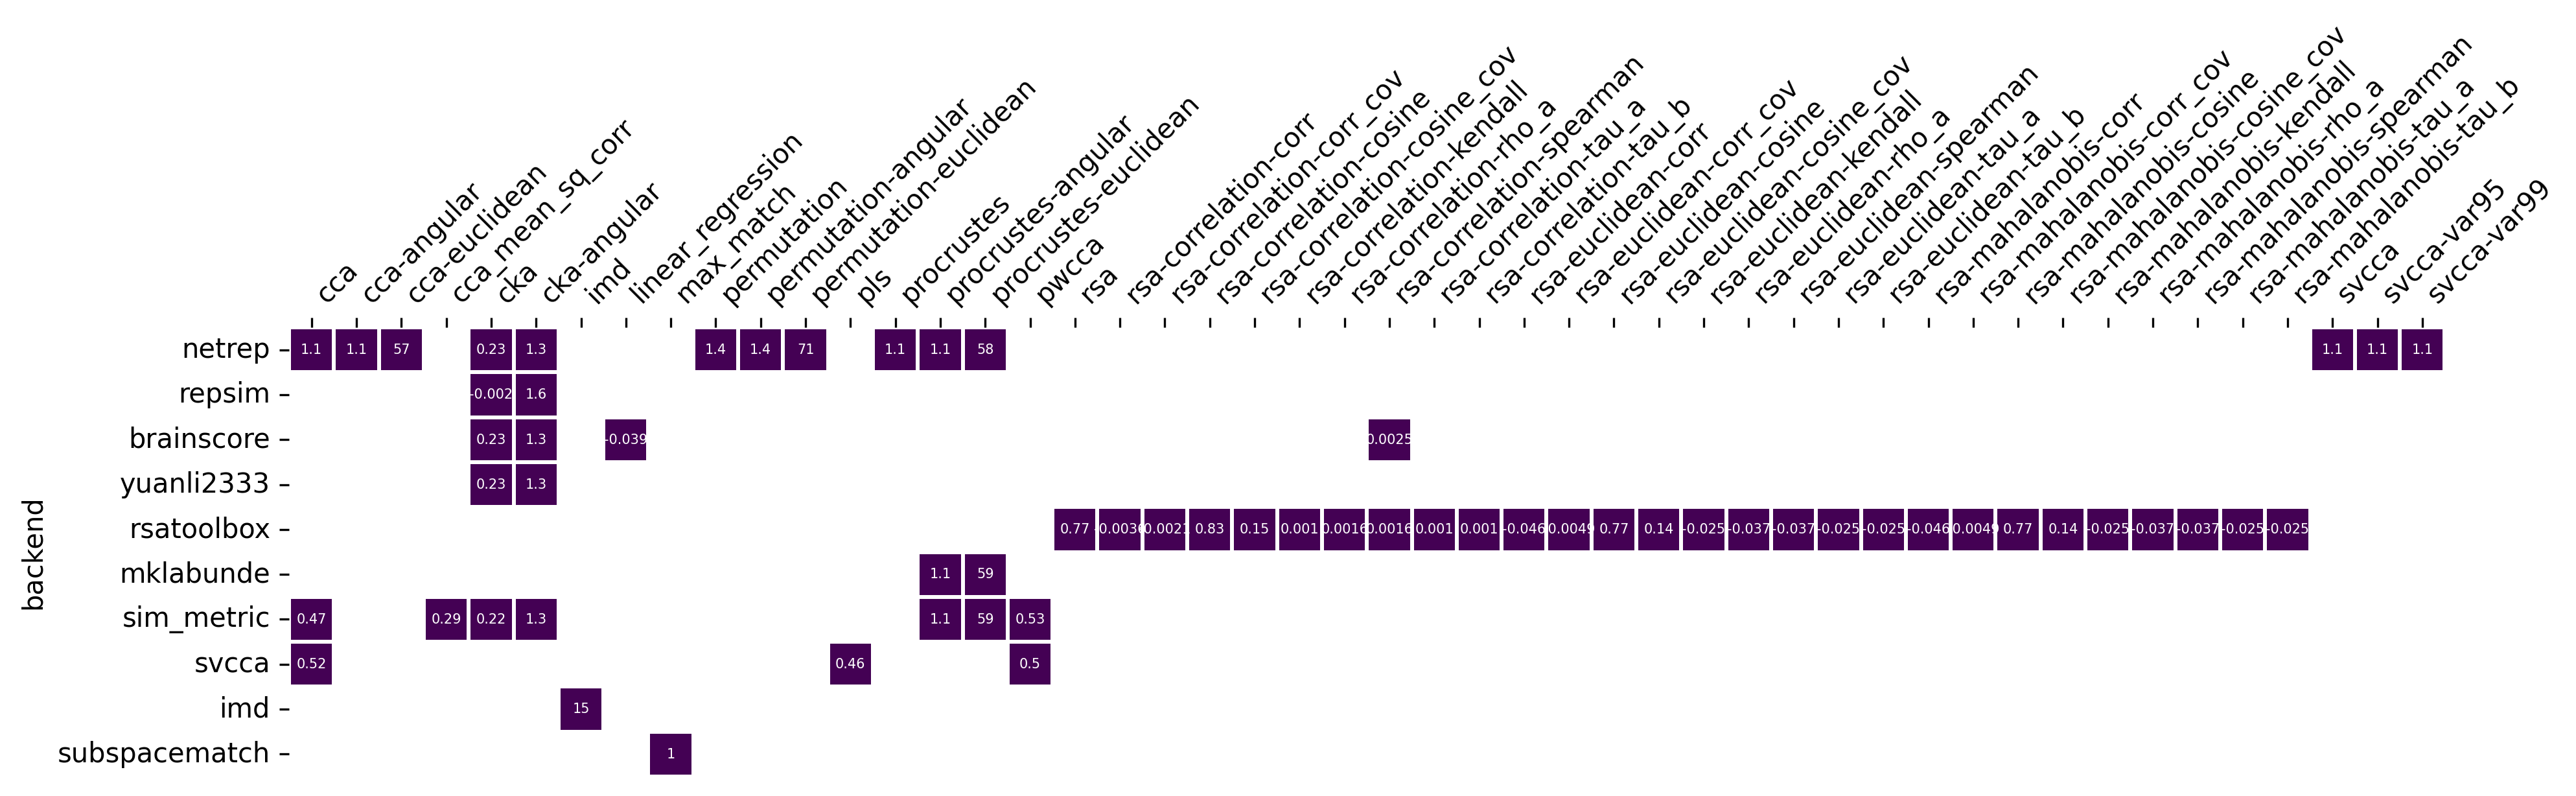 cca
cca-angular
cca-euclidean
cca_mean_sq_corr
cka
cka-angular
imd
linear_regression
max_match
permutation
permutation-angular
permutation-euclidean
pls
procrustes
procrustes-angular
procrustes-euclidean
pwcca
rsa
rsa-correlation-corr
rsa-correlation-corr_cov
rsa-correlation-cosine
rsa-correlation-cosine_cov
rsa-correlation-kendall
rsa-correlation-rho_a
rsa-correlation-spearman
rsa-correlation-tau_a
rsa-correlation-tau_b
rsa-euclidean-corr
rsa-euclidean-corr_cov
rsa-euclidean-cosine
rsa-euclidean-cosine_cov
rsa-euclidean-kendall
rsa-euclidean-rho_a
rsa-euclidean-spearman
rsa-euclidean-tau_a
rsa-euclidean-tau_b
rsa-mahalanobis-corr
rsa-mahalanobis-corr_cov
rsa-mahalanobis-cosine
rsa-mahalanobis-cosine_cov
rsa-mahalanobis-kendall
rsa-mahalanobis-rho_a
rsa-mahalanobis-spearman
rsa-mahalanobis-tau_a
rsa-mahalanobis-tau_b
svcca
svcca-var95
svcca-var99
backend
netrep 1.1 1.1 57 0.23 1.3 1.4 1.4 71 1.1 1.1 58 1.1 1.1 1.1
repsim -0.002 1.6
brainscore 0.23 1.3 -0.039 0.0025
yuanli2333 0.23 1.3
rsatoolbox 0.77 0.83 0.15 0.001 0.0016 0.0016 0.001 0.001 -0.046 0.0049 0.77 0.14 -0.025 -0.037 -0.037 -0.025 -0.025 -0.046 0.0049 0.77 0.14 -0.025 -0.037 -0.037 -0.025 -0.025
mklabunde 1.1 59
sim_metric 0.47 0.29 0.22 1.3 1.1 59 0.53
svcca 0.52 0.46 0.5
imd 15
subspacematch 1